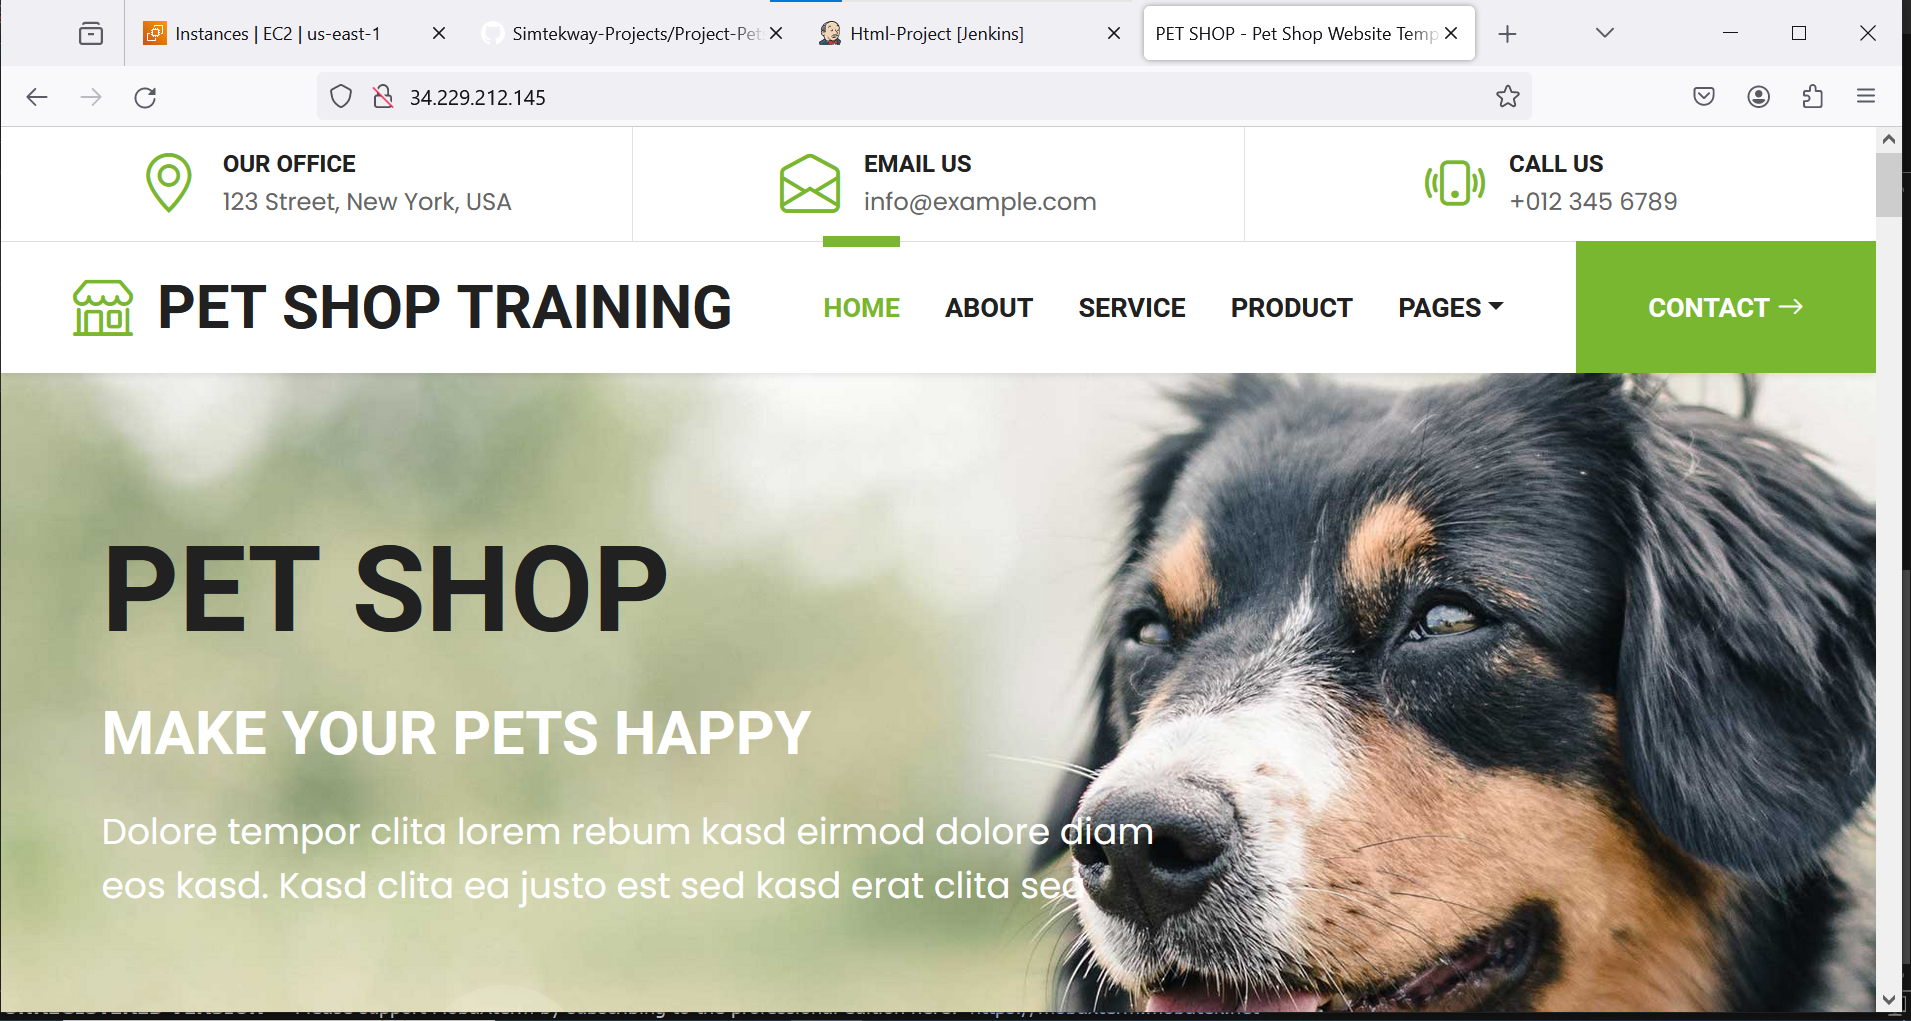 Instances | EC2 | us-east-1
Simtekway-Projects/Project-Pet
Html-Project [Jenkins]
PET SHOP - Pet Shop Website Temp
34.229.212.145
OUR OFFICE
123 Street, New York, USA
EMAIL US
info@example.com
CALL US
+012 345 6789
PET SHOP TRAINING
HOME
ABOUT
SERVICE
PRODUCT
PAGES
CONTACT
PET SHOP
MAKE YOUR PETS HAPPY
Dolore tempor clita lorem rebum kasd eirmod dolore diam
eos kasd. Kasd clita ea justo est sed kasd erat clita sea